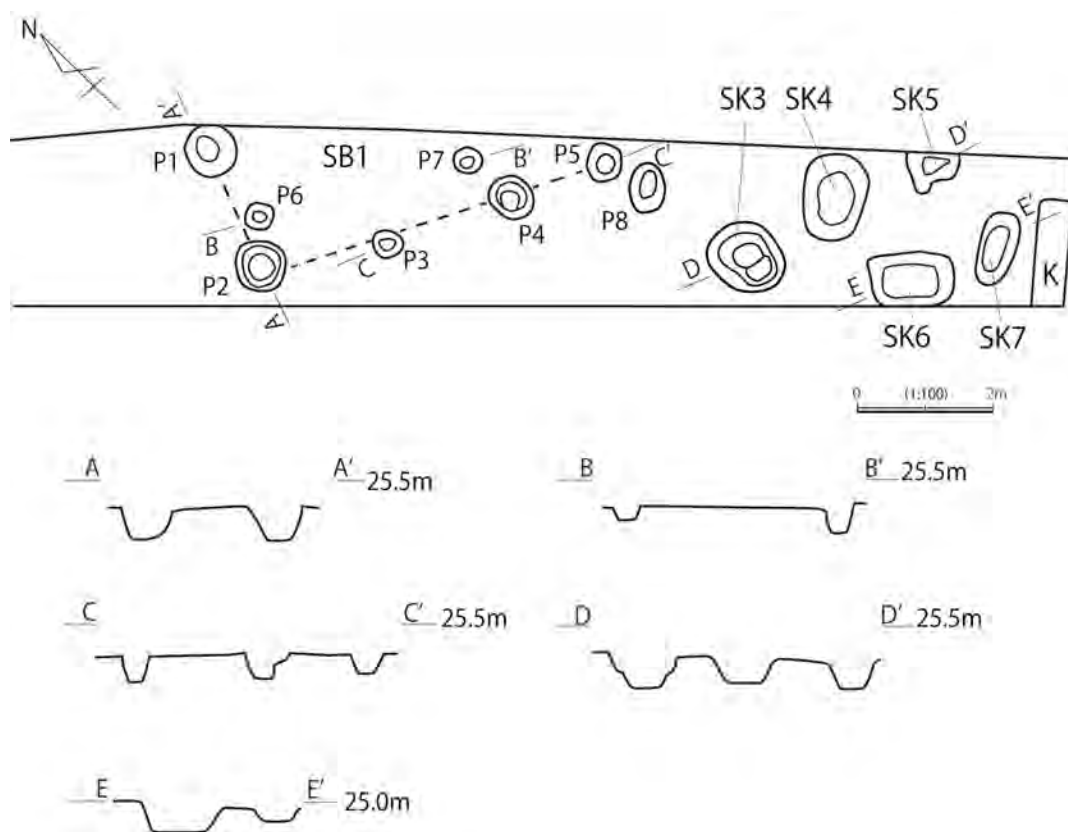 N
SK3 SK4 SK5
D'
A'
P1 SB1 P7 B' P5 C'
P6 P4 P8 E'
B
P2 C P3 D E K
A
SK6 SK7
0 (1:100) 2m
A A' 25.5m B B' 25.5m
C C' 25.5m D D' 25.5m
E E' 25.0m